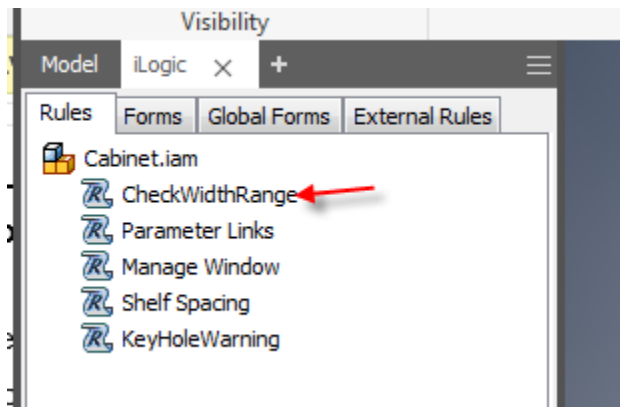 Visibility
Model iLogic +
Rules Forms Global Forms External Rules
Cabinet.iam
CheckWidthRange
Parameter Links
Manage Window
Shelf Spacing
KeyHoleWarning